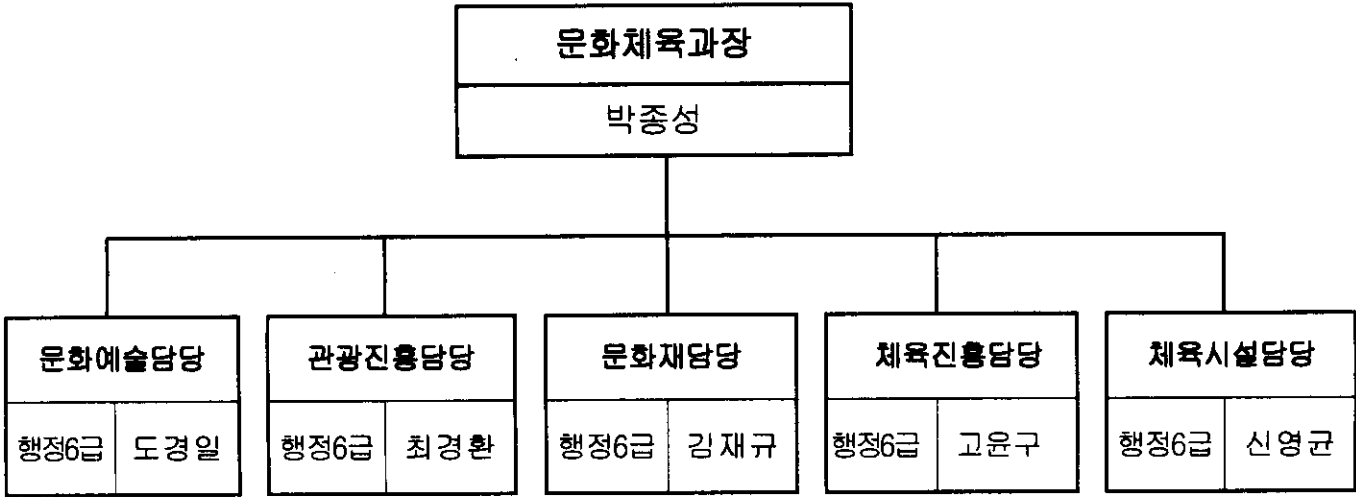 문화체육과장
박종성
문화예술담당
행정6급 도경일
관광진흥담당
행정6급 최경환
문화재담당
행정6급 김재규
체육진흥담당
행정6급 고윤구
체육시설담당
행정6급 신영균